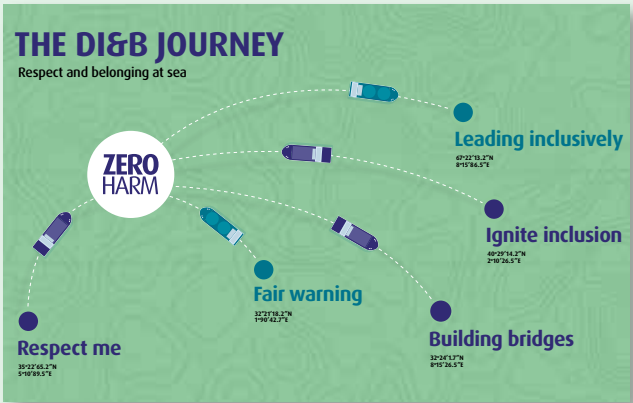 THE DI&B JOURNEY
Respect and belonging at sea
ZERO
HARM
Leading inclusively
67°22'13.2"N
8°15'86.5"E
Ignite inclusion
40°29'14.2"N
2°10'26.5"E
Fair warning
32°21'18.2"N
1°90'42.7"E
Building bridges
32°24'1.7"N
8°15'26.5"E
Respect me
35°22'65.2"N
5°10'89.5"E